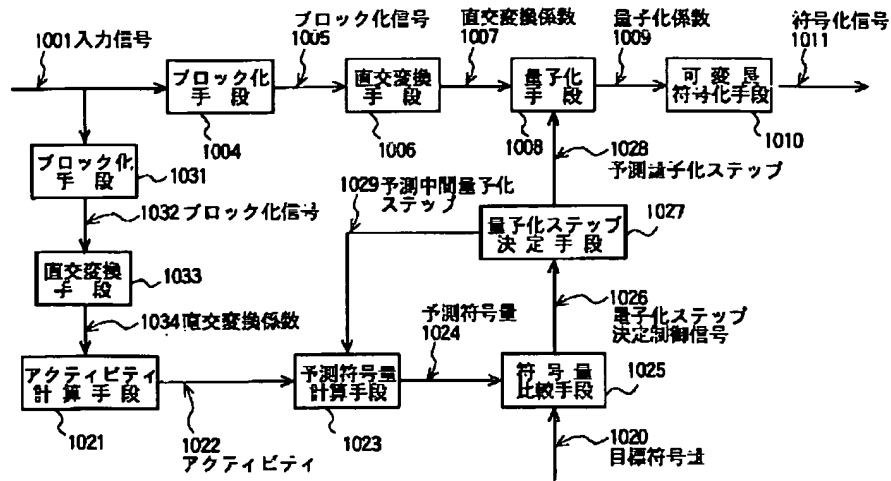 1001入力信号
ブロック化
手段
1004
ブロック化信号
1005
直交変換
手段
1006
直交変換係数
1007
量子化
手段
1008
量子化係数
1009
可変長
符号化手段
1010
符号化信号
1011
ブロック化
手段
1031
1032ブロック化信号
直交変換
手段
1033
1034直交変換係数
アクティビティ
計算手段
1021
1022
アクティビティ
1028
予測量子化ステップ
1029予測中間量子化
ステップ
量子化ステップ
決定手段
1027
1026
量子化ステップ
決定制御信号
予測符号量
1024
予測符号量
計算手段
1023
符号量
比較手段
1025
1020
目標符号量